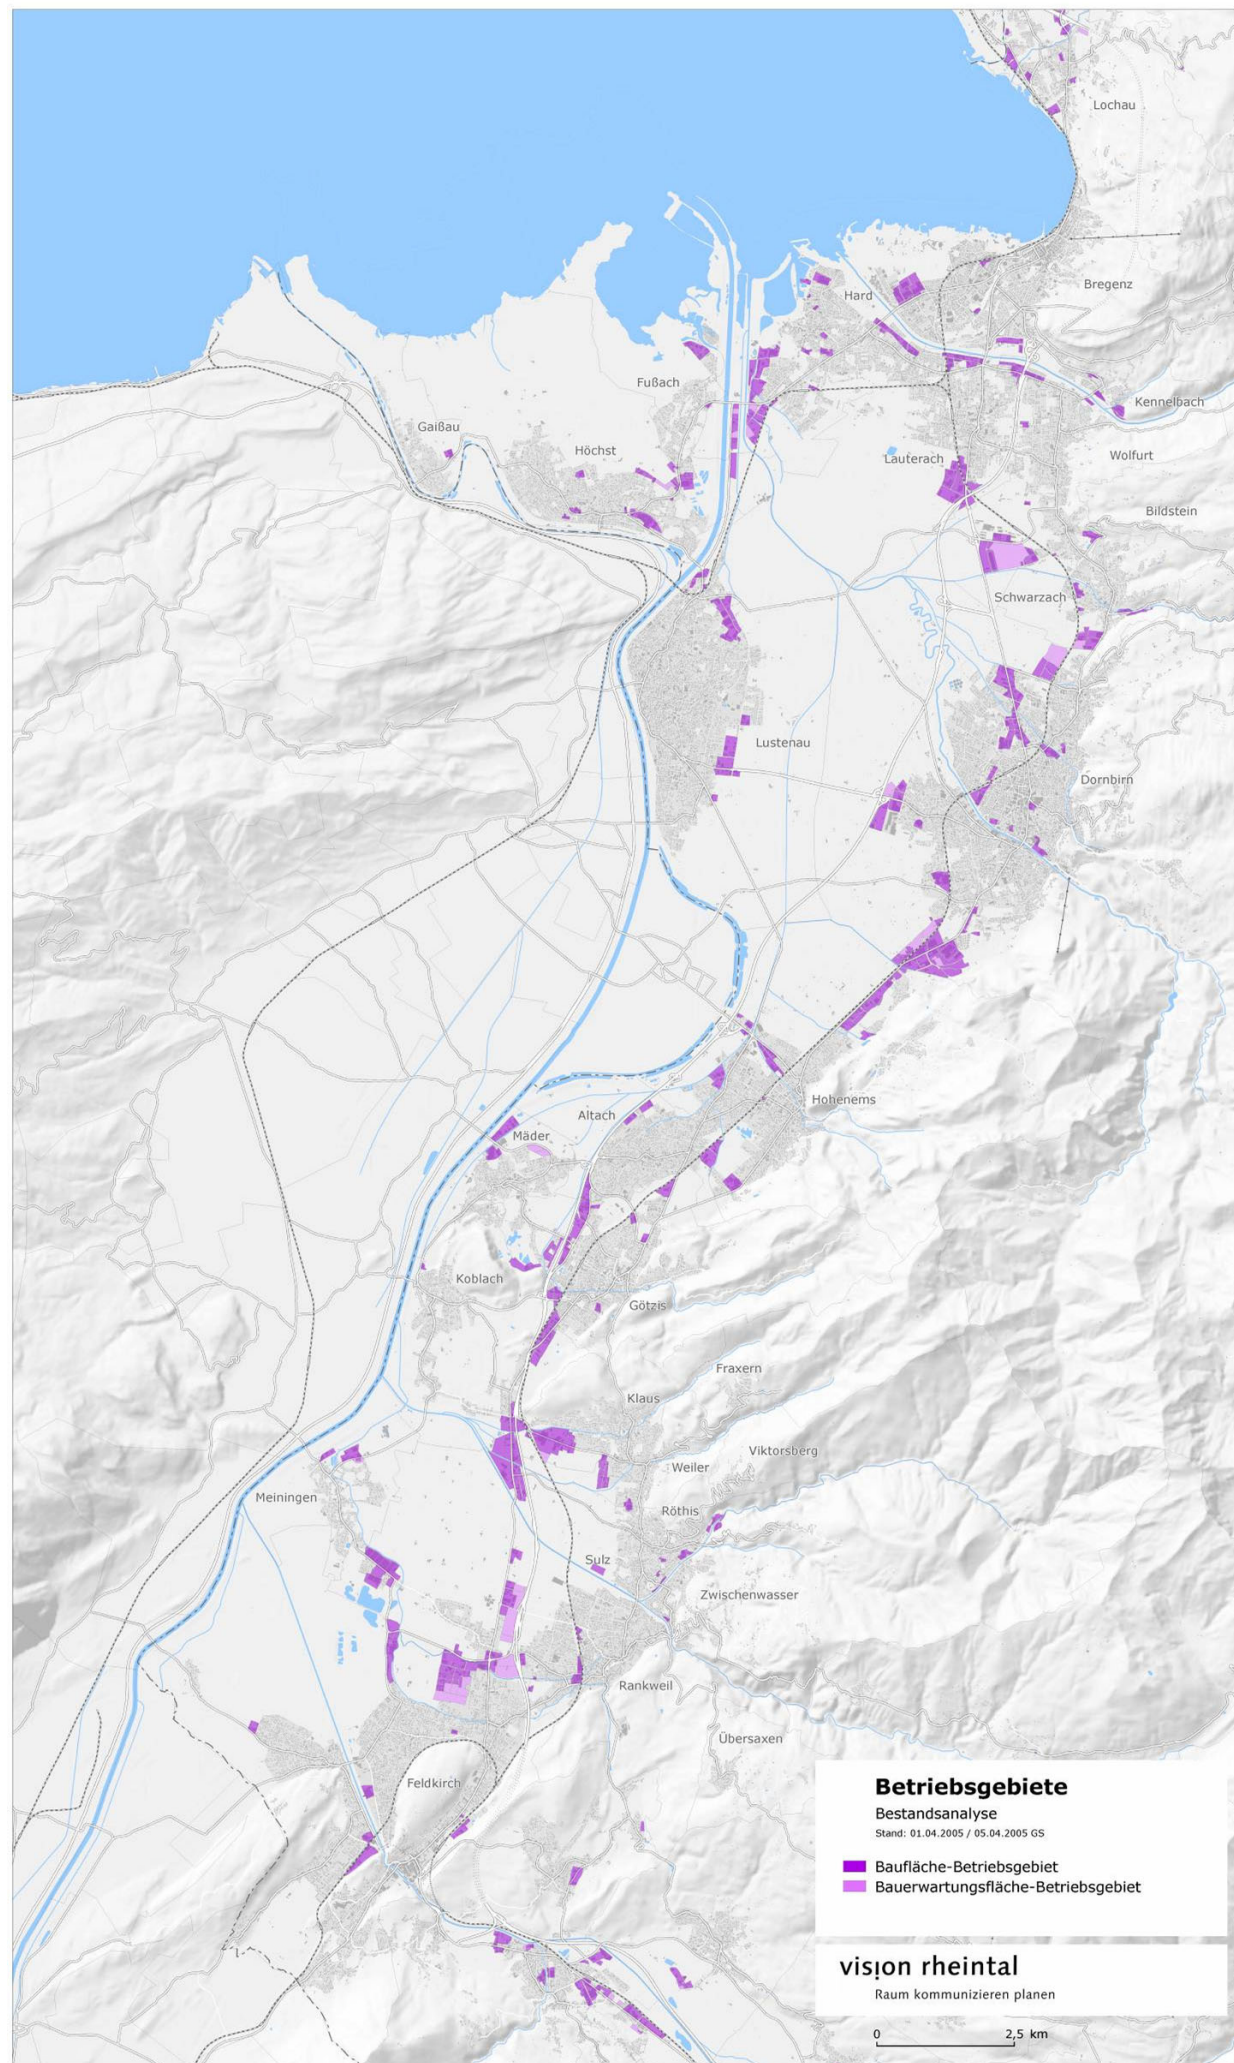 Lochau
Bregenz
Hard
Fußach
Kennelbach
Gaißau
Höchst
Lauterach
Wolfurt
Bildstein
Schwarzach
Lustenau
Dornbirn
Hohenems
Altach
Mäder
Koblach
Götzis
Fraxern
Klaus
Viktorsberg
Weiler
Meiningen
Röthis
Sulz
Zwischenwasser
Rankweil
Übersaxen
Feldkirch
Betriebsgebiete
Bestandsanalyse
Stand: 01.04.2005 / 05.04.2005 GS
Baufläche-Betriebsgebiet
Bauerwartungsfläche-Betriebsgebiet
vision rheintal
Raum kommunizieren planen
0 2,5 km